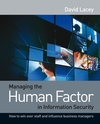 David Lacey
Managing the
Human Factor
in Information Security
How to win over staff and influence business managers